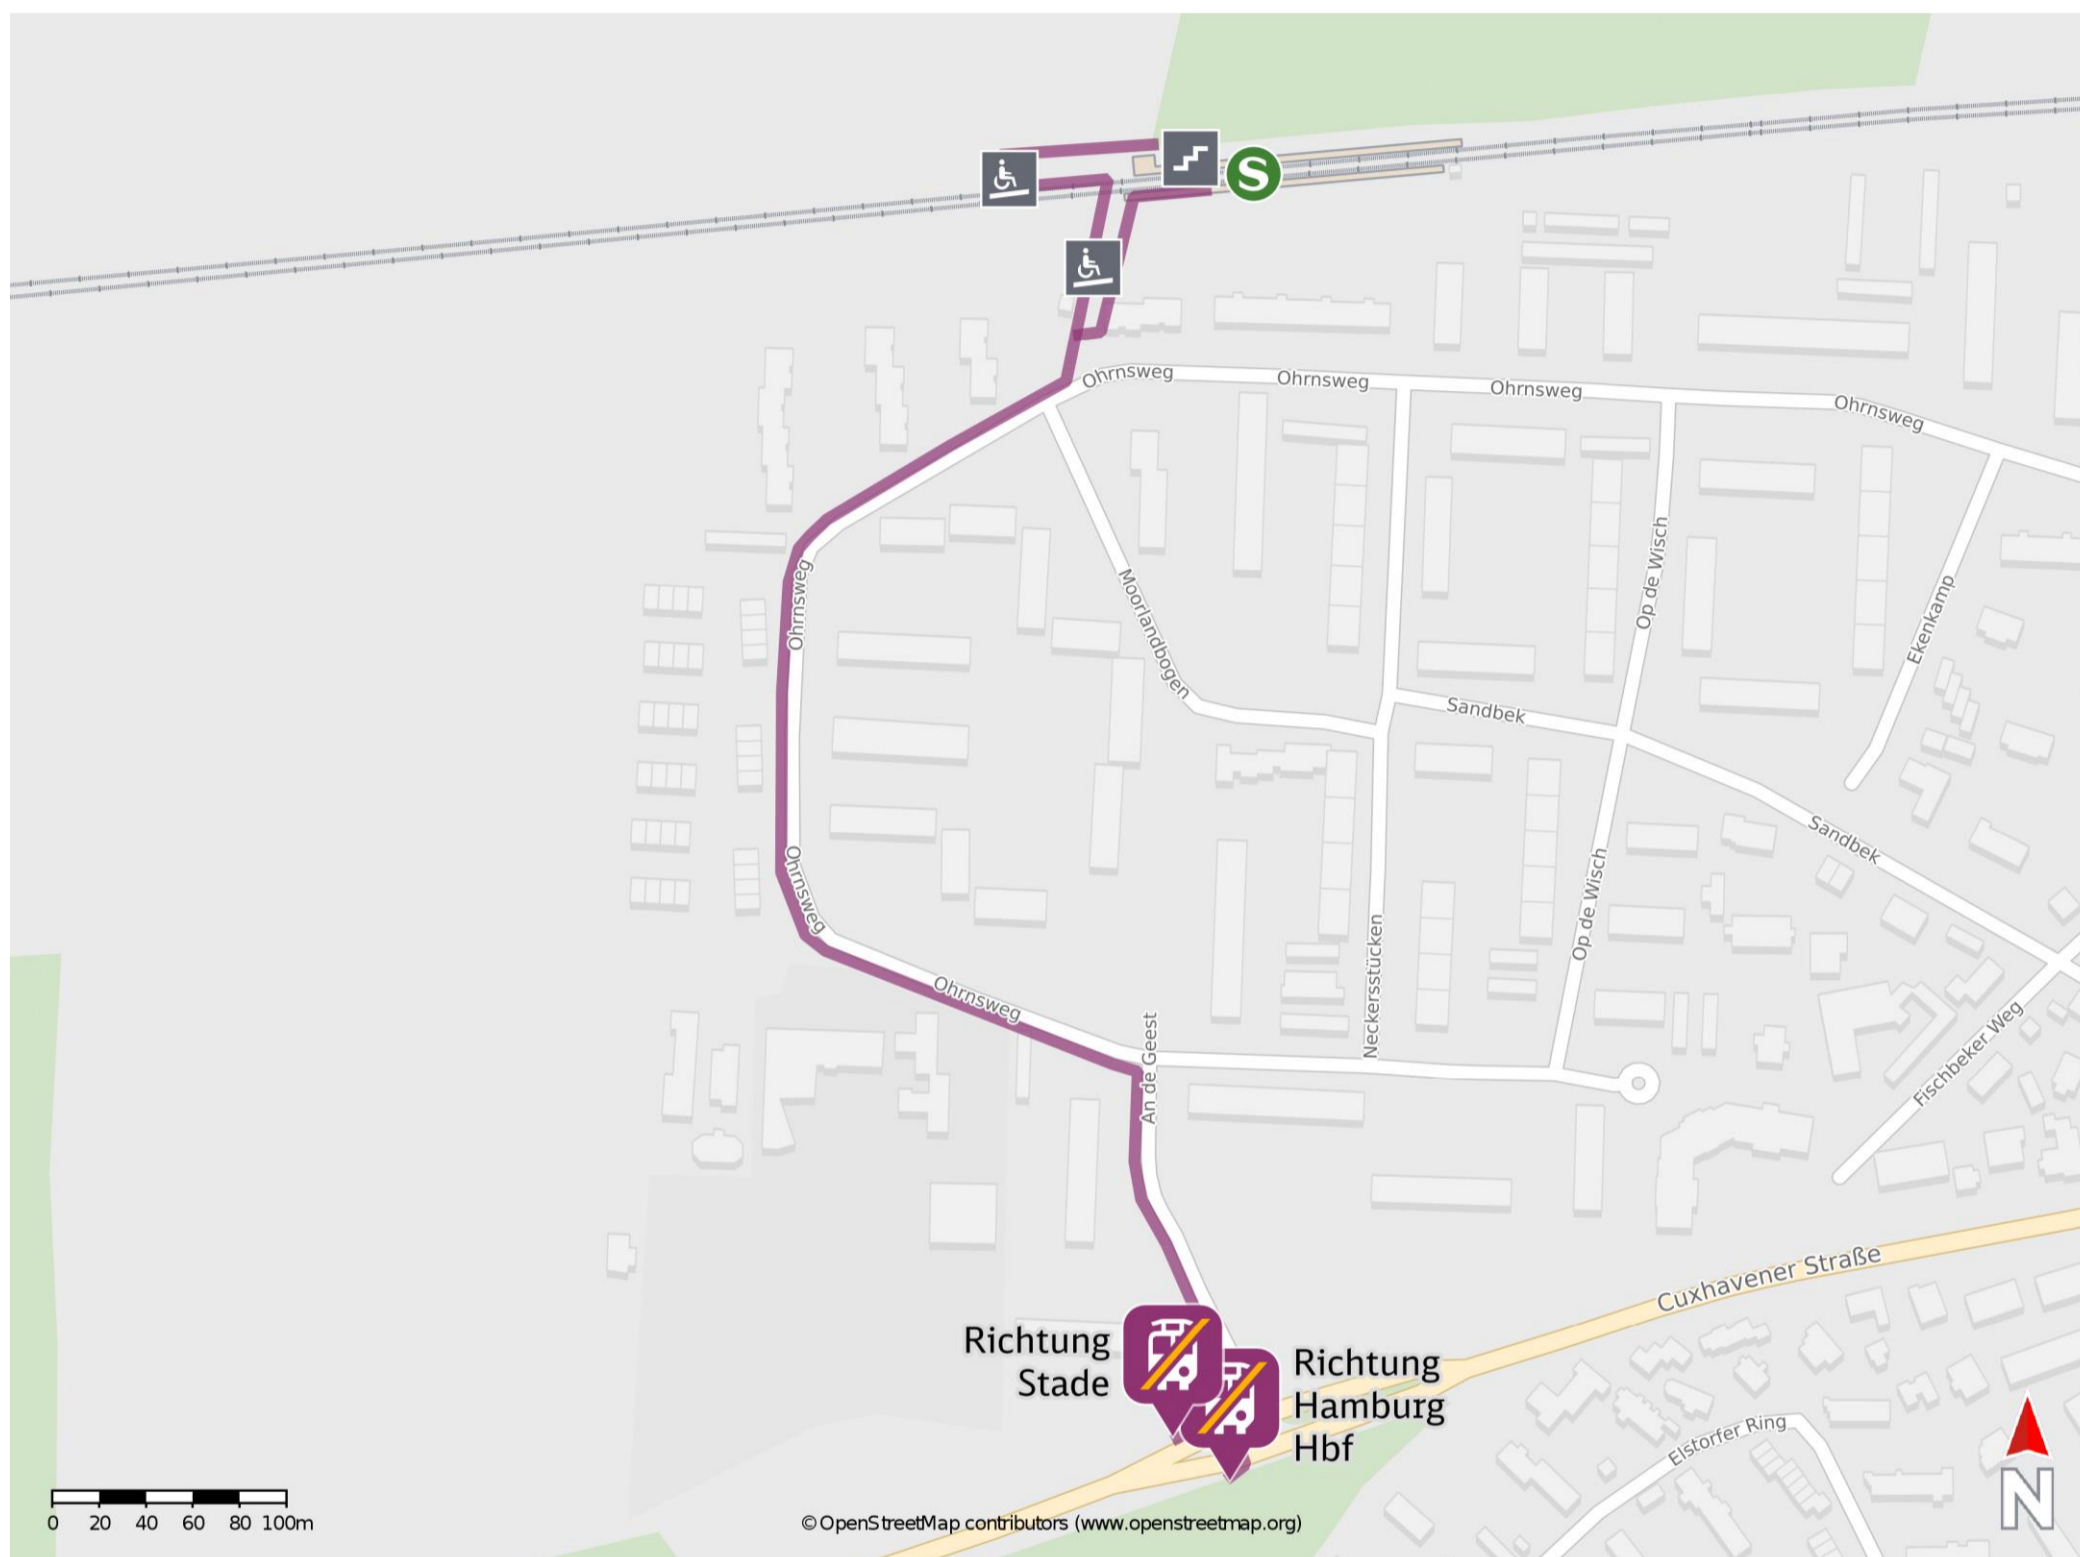 S
Ohrnsweg
Ohrnsweg
Ohrnsweg
Ohrnsweg
Ohrnsweg
Moorlandbogen
Op de Wisch
Ekenkamp
Sandbek
Sandbek
Ohrnsweg
Op de Wisch
Neckersstücken
Ohrnsweg
An de Geest
Fischbeker Weg
Cuxhavener Straße
Richtung
Stade
Richtung
Hamburg
Hbf
Elstorfer Ring
N
0 20 40 60 80 100m
© OpenStreetMap contributors (www.openstreetmap.org)